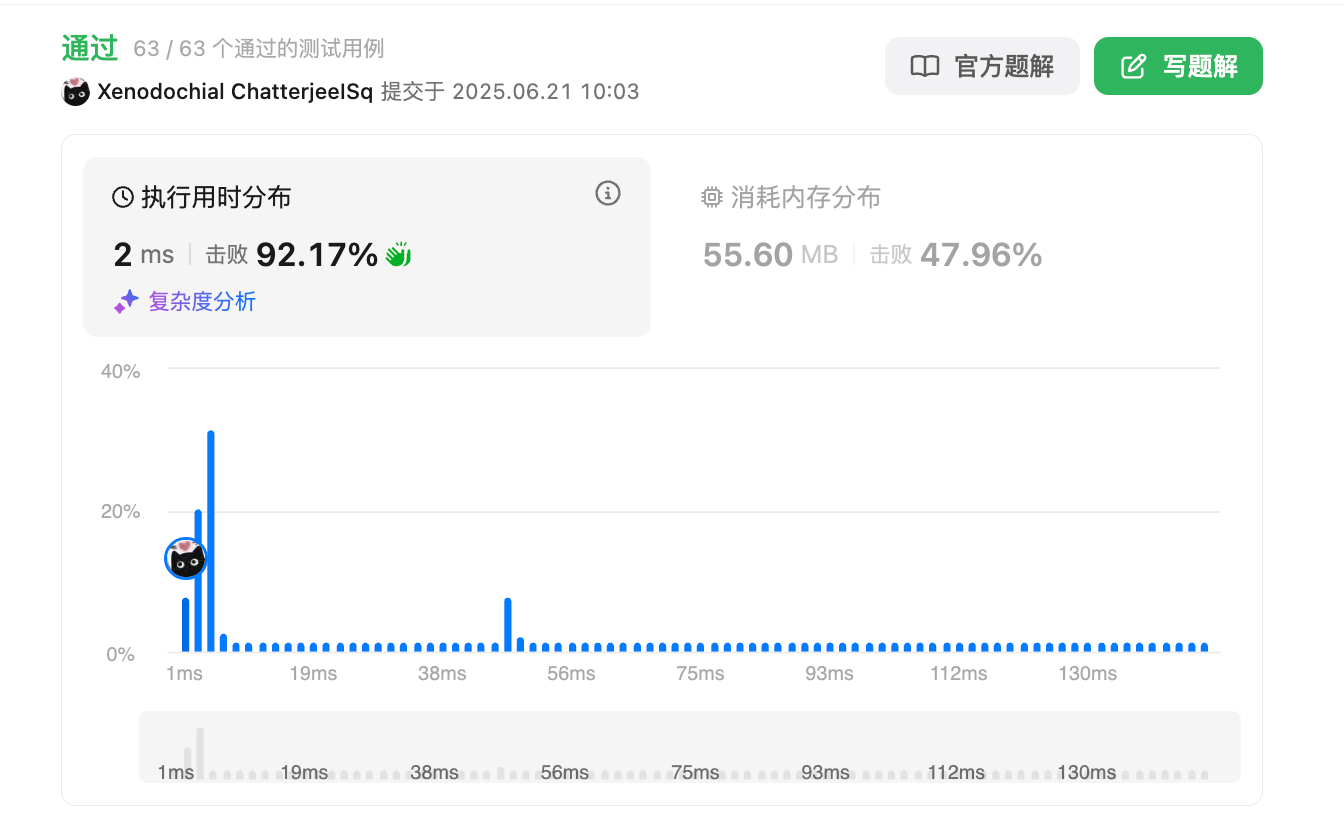 通过 63 / 63 个通过的测试用例
官方题解
写题解
Xenodochial ChatterjeeISq 提交于 2025.06.21 10:03
执行用时分布
2 ms 击败 92.17%
复杂度分析
消耗内存分布
55.60 MB 击败 47.96%
40%
20%
0%
1ms 19ms 38ms 56ms 75ms 93ms 112ms 130ms
1ms 19ms 38ms 56ms 75ms 93ms 112ms 130ms